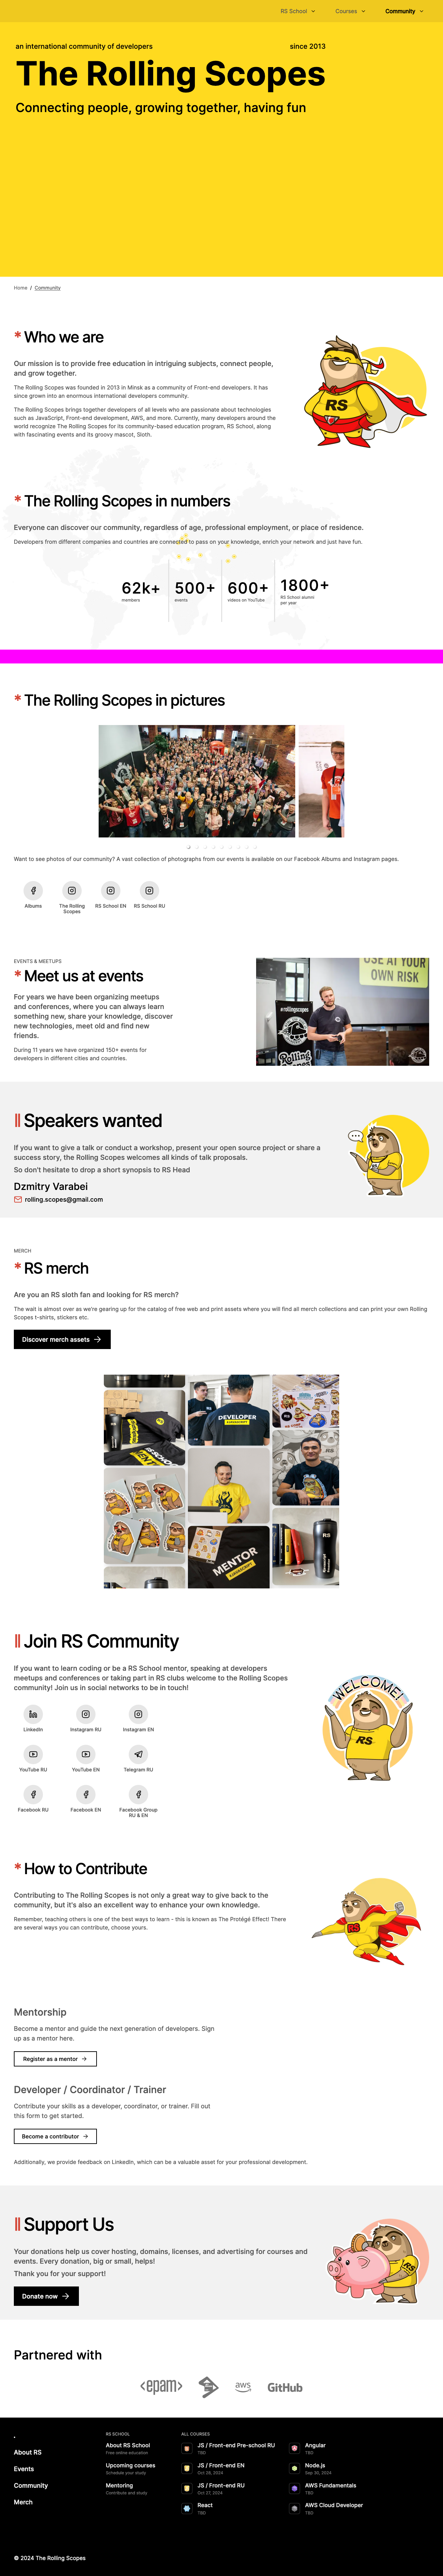 RS School
Courses
Community
an international community of developers
since 2013
The Rolling Scopes
Connecting people, growing together, having fun
Home / Community
* Who we are
Our mission is to provide free education in intriguing subjects, connect people,
and grow together.
The Rolling Scopes was founded in 2013 in Minsk as a community of Front-end developers. It has
since grown into an enormous international developers community.
The Rolling Scopes brings together developers of all levels who are passionate about technologies
such as JavaScript, Front-end development, AWS, and more. Currently, many developers around the
world recognize The Rolling Scopes for its community-based education program, RS School, along
with fascinating events and its groovy mascot, Sloth.
RS
* The Rolling Scopes in numbers
Everyone can discover our community, regardless of age, professional employment, or place of residence.
Developers from different companies and countries are connected to pass on your knowledge, enrich your network and just have fun.
62k+
members
500+
events
600+
videos on YouTube
1800+
RS School alumni
per year
* The Rolling Scopes in pictures
Want to see photos of our community? A vast collection of photographs from our events is available on our Facebook Albums and Instagram pages.
Albums
The Rolling
Scopes
RS School EN
RS School RU
EVENTS & MEETUPS
* Meet us at events
For years we have been organizing meetups
and conferences, where you can always learn
something new, share your knowledge, discover
new technologies, meet old and find new
friends.
During 11 years we have organized 150+ events for
developers in different cities and countries.
USE AT YOUR
OWN RISK
#rollingscopes
Rolling
Scopes
Speakers wanted
If you want to give a talk or conduct a workshop, present your open source project or share a
success story, the Rolling Scopes welcomes all kinds of talk proposals.
So don't hesitate to drop a short synopsis to RS Head
Dzmitry Varabei
rolling.scopes@gmail.com
MERCH
* RS merch
Are you an RS sloth fan and looking for RS merch?
The wait is almost over as we're gearing up for the catalog of free web and print assets where you will find all merch collections and can print your own Rolling
Scopes t-shirts, stickers etc.
Discover merch assets
DEVELOPER
MENTOR
RS
Join RS Community
If you want to learn coding or be a RS School mentor, speaking at developers
meetups and conferences or taking part in RS clubs welcome to the Rolling Scopes
community! Join us in social networks to be in touch!
WELCOME!
RS
LinkedIn
Instagram RU
Instagram EN
YouTube RU
YouTube EN
Telegram RU
Facebook RU
Facebook EN
Facebook Group
RU & EN
* How to Contribute
Contributing to The Rolling Scopes is not only a great way to give back to the
community, but it's also an excellent way to enhance your own knowledge.
Remember, teaching others is one of the best ways to learn - this is known as The Protégé Effect! There
are several ways you can contribute, choose yours.
RS
Mentorship
Become a mentor and guide the next generation of developers. Sign
up as a mentor here.
Register as a mentor
Developer / Coordinator / Trainer
Contribute your skills as a developer, coordinator, or trainer. Fill out
this form to get started.
Become a contributor
Additionally, we provide feedback on LinkedIn, which can be a valuable asset for your professional development.
Support Us
Your donations help us cover hosting, domains, licenses, and advertising for courses and
events. Every donation, big or small, helps!
Thank you for your support!
Donate now
RS
Partnered with
<epam>
aws
GitHub
About RS
Events
Community
Merch
RS SCHOOL
About RS School
Free online education
Upcoming courses
Schedule your study
Mentoring
Contribute and study
ALL COURSES
JS / Front-end Pre-school RU
TBD
JS / Front-end EN
Oct 28, 2024
JS / Front-end RU
Oct 27, 2024
React
TBD
Angular
TBD
Node.js
Sep 30, 2024
AWS Fundamentals
TBD
AWS Cloud Developer
TBD
© 2024 The Rolling Scopes